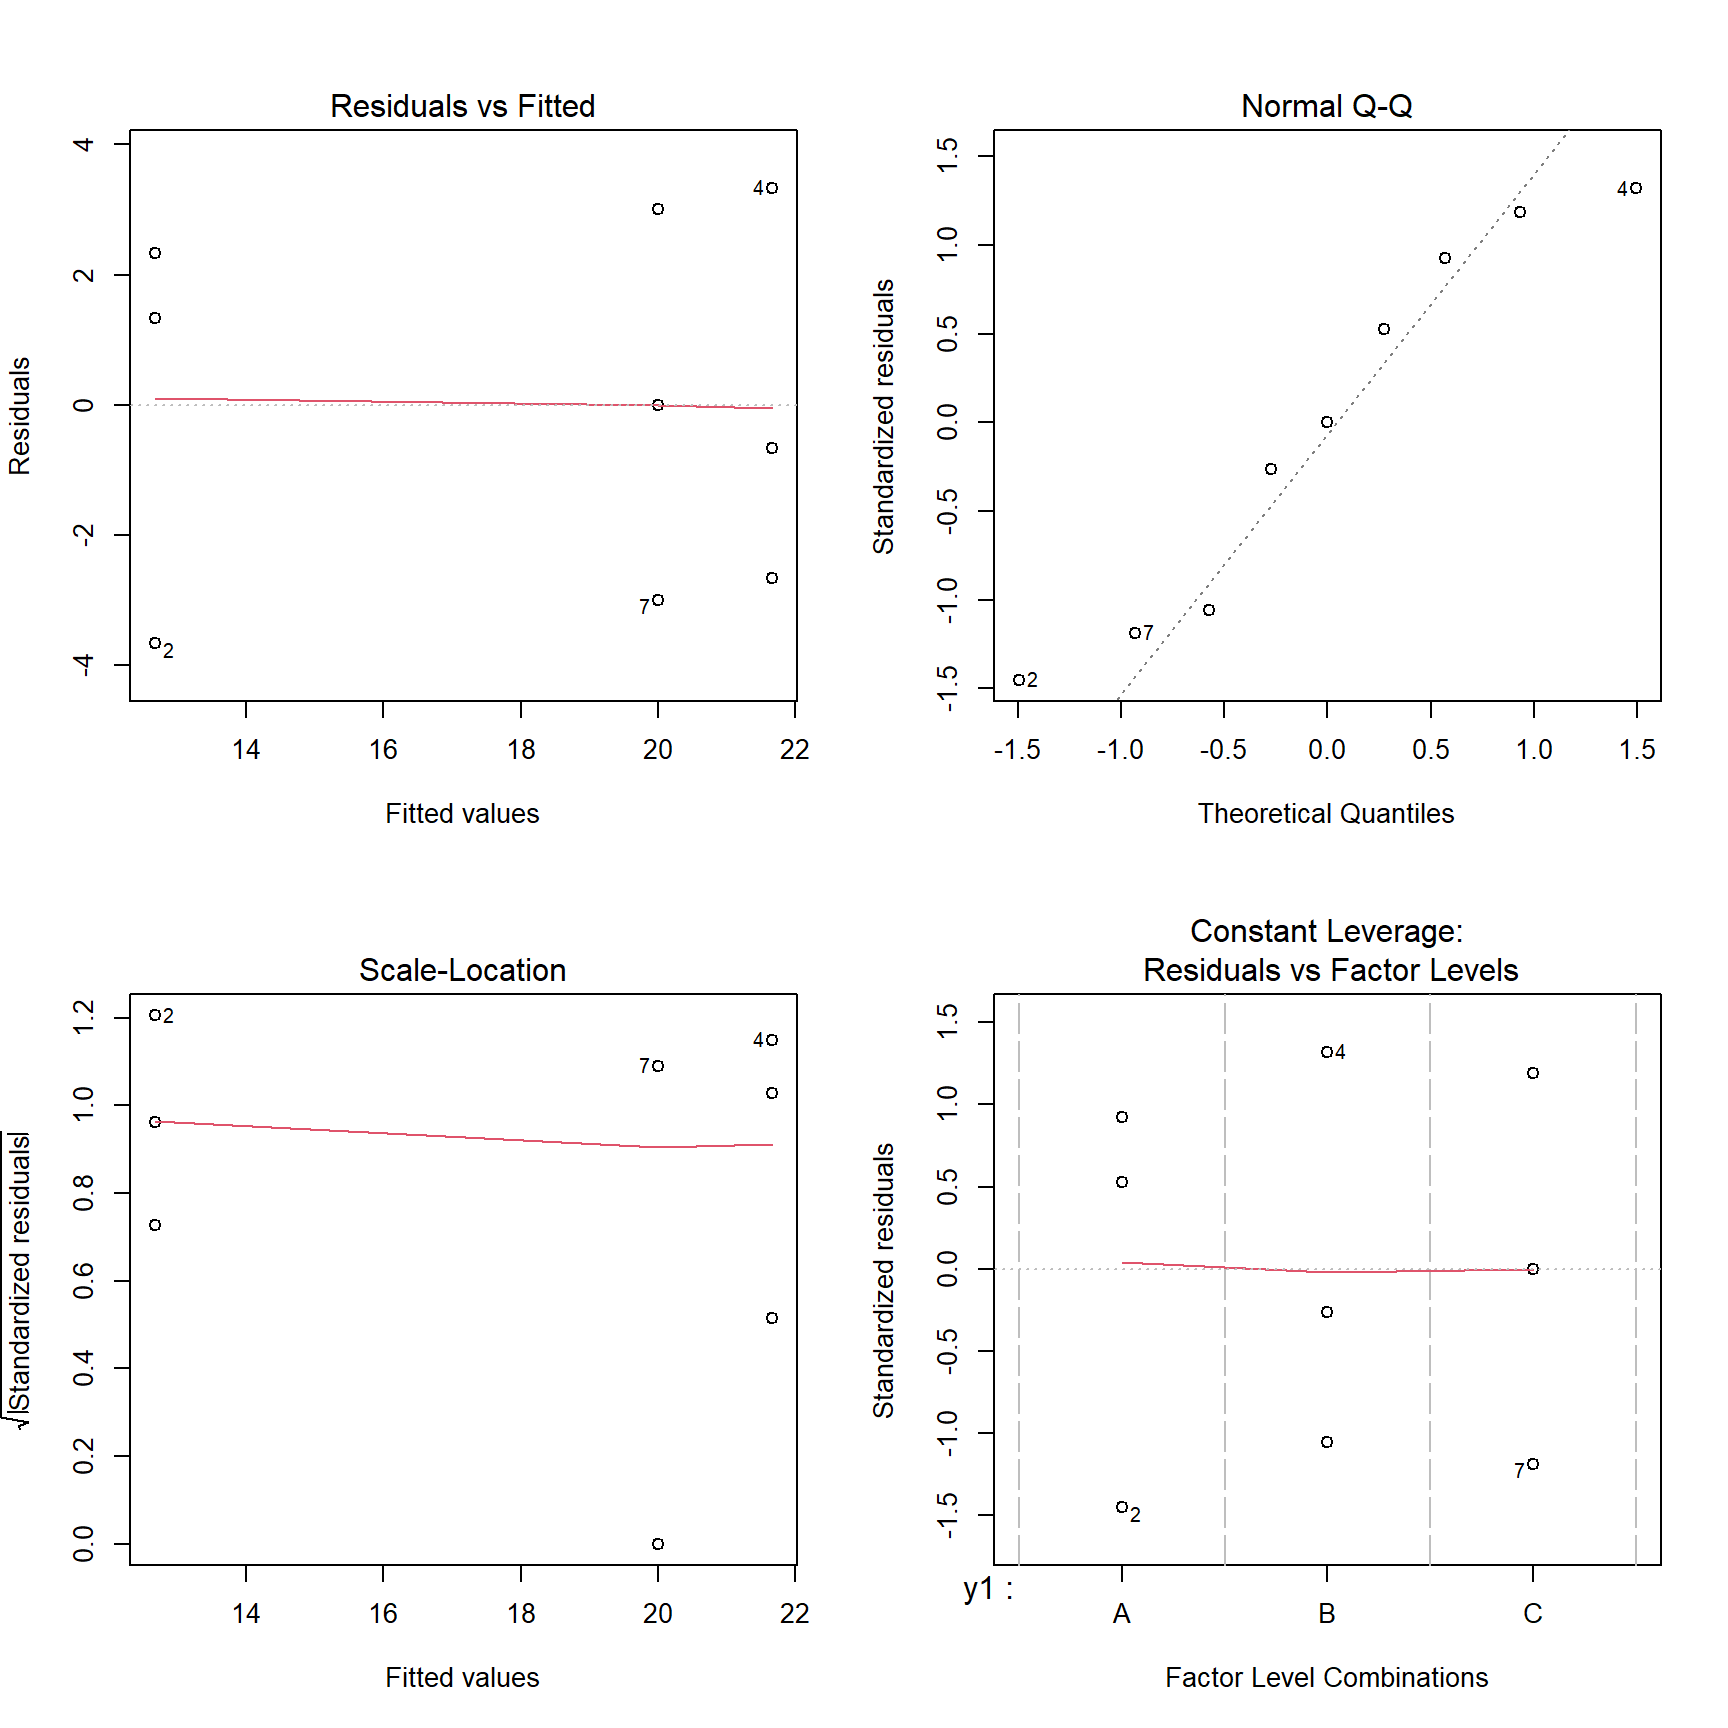 Residuals vs Fitted
4
2
0
-2
-4
Residuals
4
7
2
14 16 18 20 22
Fitted values
Normal Q-Q
1.5
1.0
0.5
0.0
-0.5
-1.0
-1.5
Standardized residuals
4
7
2
-1.5 -1.0 -0.5 0.0 0.5 1.0 1.5
Theoretical Quantiles
Scale-Location
1.2
1.0
0.8
0.6
0.4
0.2
0.0
√|Standardized residuals|
2
4
7
14 16 18 20 22
Fitted values
Constant Leverage:
Residuals vs Factor Levels
1.5
1.0
0.5
0.0
-0.5
-1.0
-1.5
Standardized residuals
4
7
2
y1 :
A B C
Factor Level Combinations